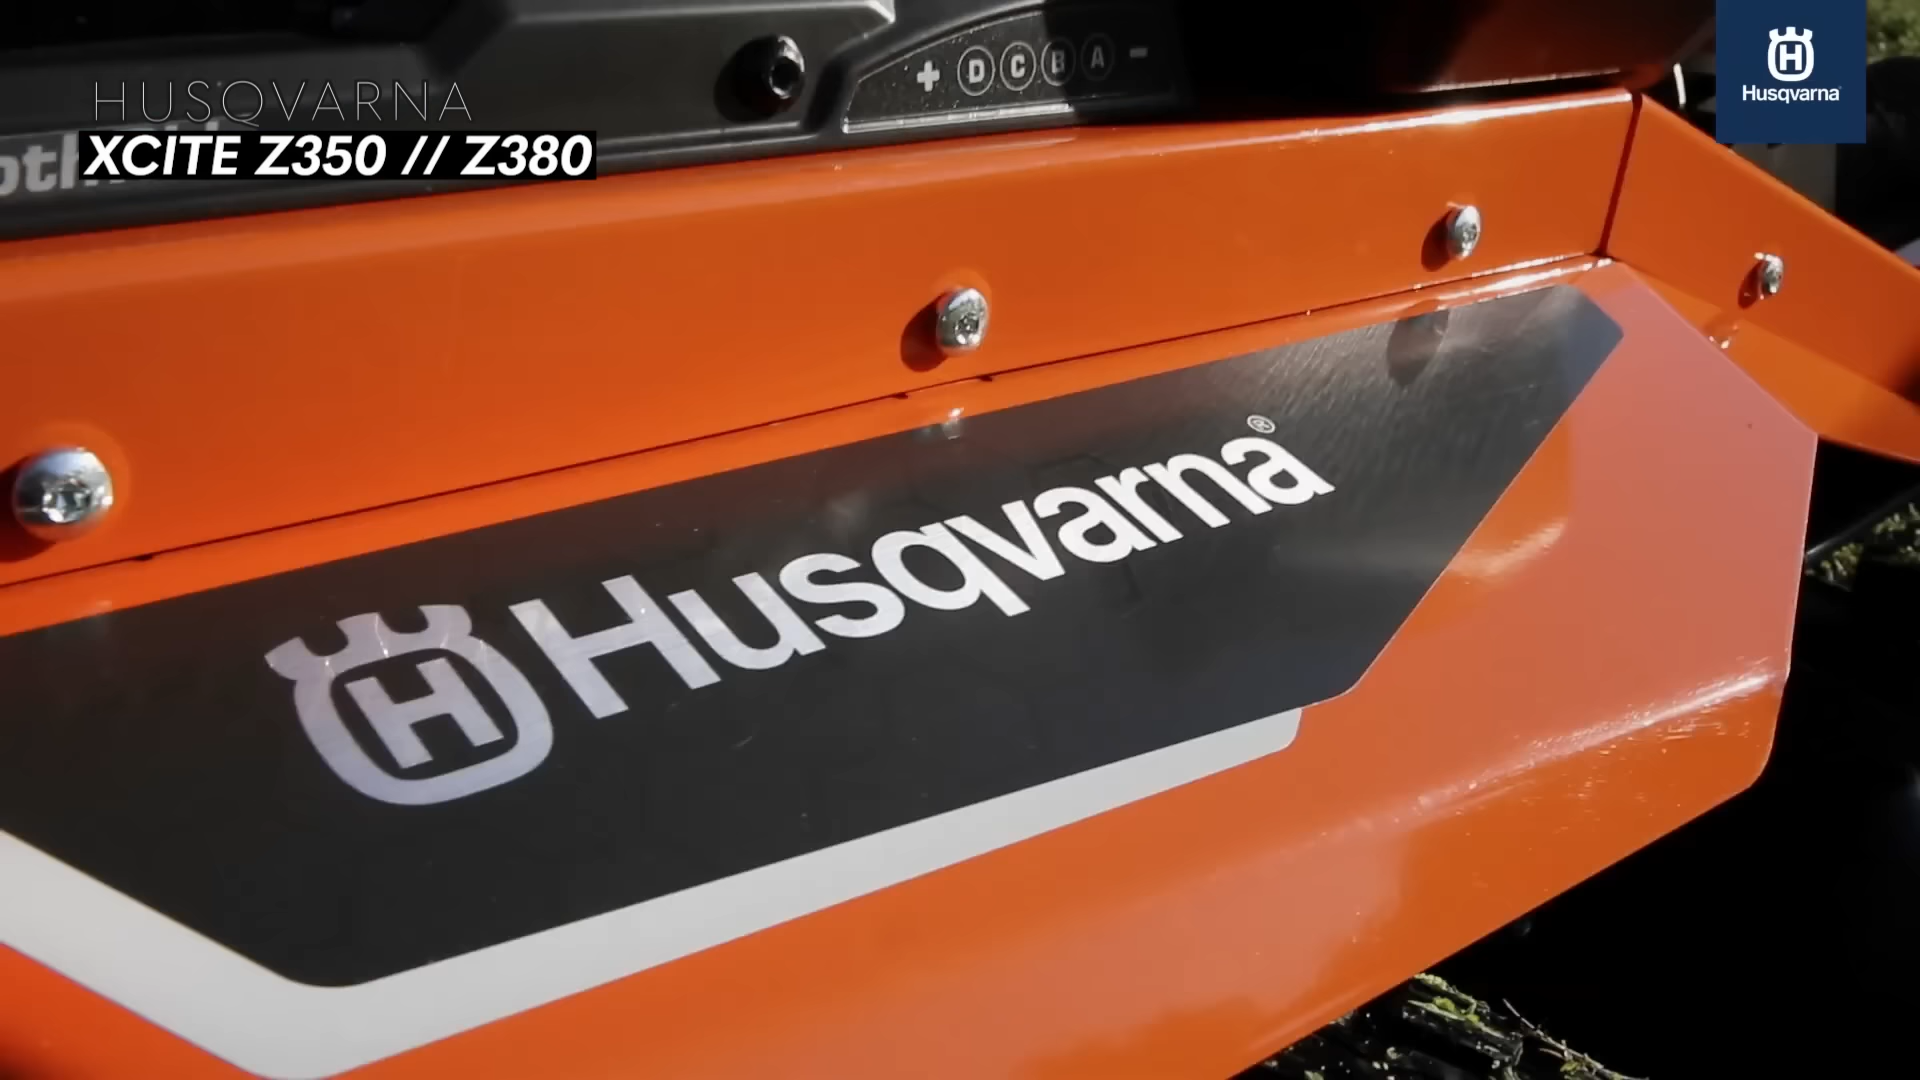 HUSQVARNA
XCITE Z350 // Z380
+ D C B A -
H
Husqvarna
H
Husqvarna®